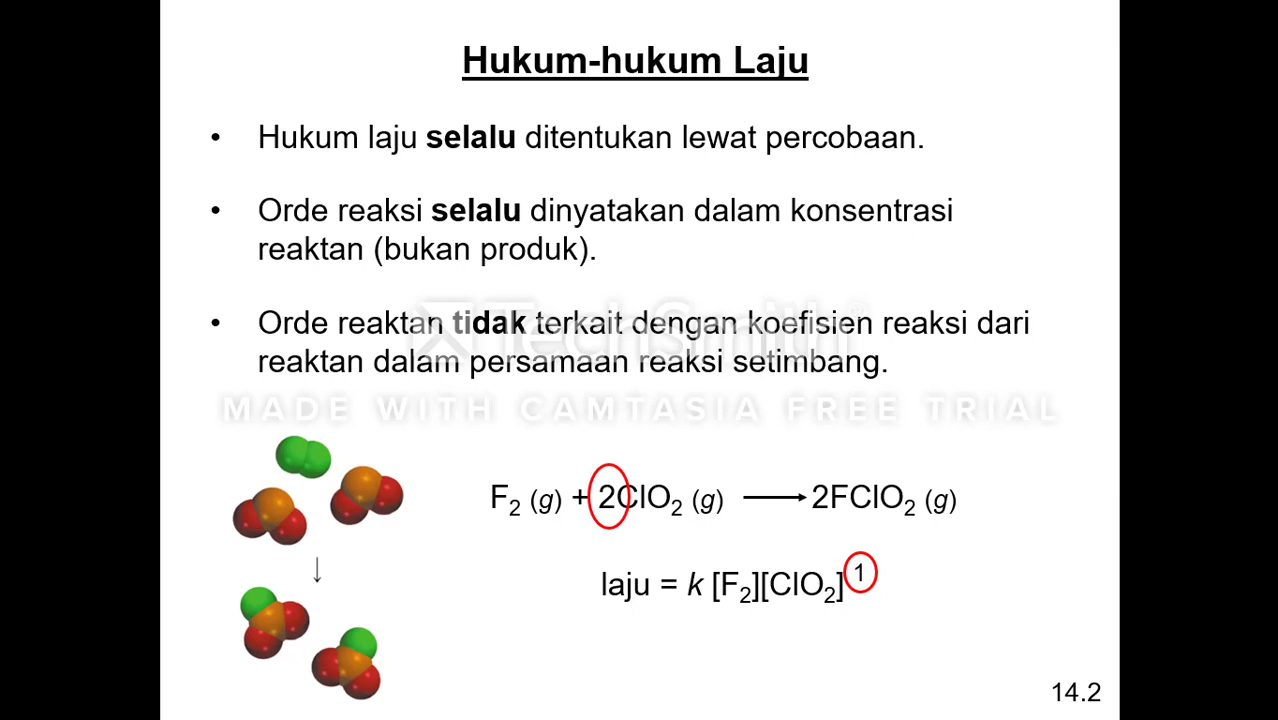 Hukum-hukum Laju
• Hukum laju selalu ditentukan lewat percobaan.
• Orde reaksi selalu dinyatakan dalam konsentrasi
reaktan (bukan produk).
• Orde reaktan tidak terkait dengan koefisien reaksi dari
reaktan dalam persamaan reaksi setimbang.
TechSmith®
MADE WITH CAMTASIA FREE TRIAL
F₂ (g) + 2ClO₂ (g) ⟶ 2FClO₂ (g)
↓
laju = k [F₂][ClO₂]¹
14.2